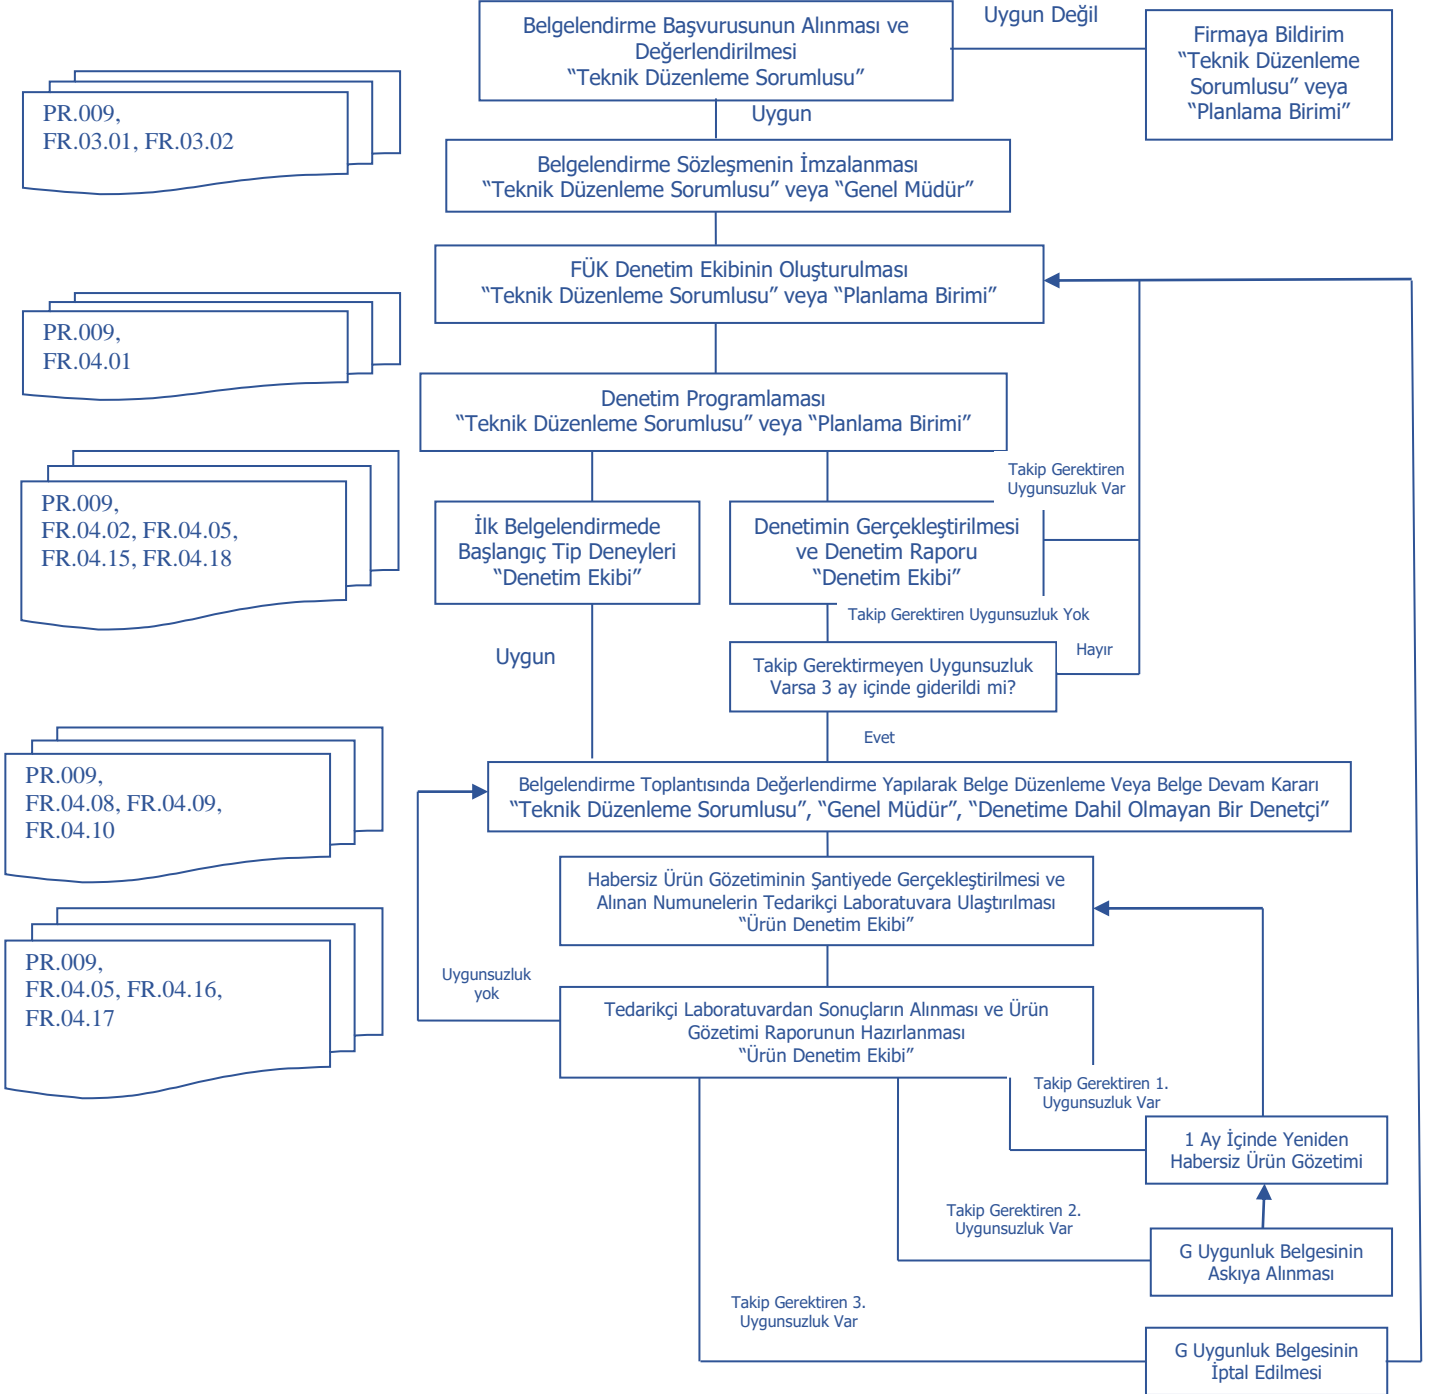 Belgelendirme Başvurusunun Alınması ve
Değerlendirilmesi
“Teknik Düzenleme Sorumlusu”
Uygun Değil
Firmaya Bildirim
“Teknik Düzenleme
Sorumlusu” veya
“Planlama Birimi”
PR.009,
FR.03.01, FR.03.02
Uygun
Belgelendirme Sözleşmenin İmzalanması
“Teknik Düzenleme Sorumlusu” veya “Genel Müdür”
FÜK Denetim Ekibinin Oluşturulması
“Teknik Düzenleme Sorumlusu” veya “Planlama Birimi”
PR.009,
FR.04.01
Denetim Programlaması
“Teknik Düzenleme Sorumlusu” veya “Planlama Birimi”
Takip Gerektiren
Uygunsuzluk Var
PR.009,
FR.04.02, FR.04.05,
FR.04.15, FR.04.18
İlk Belgelendirmede
Başlangıç Tip Deneyleri
“Denetim Ekibi”
Denetimin Gerçekleştirilmesi
ve Denetim Raporu
“Denetim Ekibi”
Takip Gerektiren Uygunsuzluk Yok
Uygun
Takip Gerektirmeyen Uygunsuzluk
Varsa 3 ay içinde giderildi mi?
Hayır
Evet
PR.009,
FR.04.08, FR.04.09,
FR.04.10
Belgelendirme Toplantısında Değerlendirme Yapılarak Belge Düzenleme Veya Belge Devam Kararı
“Teknik Düzenleme Sorumlusu”, “Genel Müdür”, “Denetime Dahil Olmayan Bir Denetçi”
Habersiz Ürün Gözetiminin Şantiyede Gerçekleştirilmesi ve
Alınan Numunelerin Tedarikçi Laboratuvara Ulaştırılması
“Ürün Denetim Ekibi”
PR.009,
FR.04.05, FR.04.16,
FR.04.17
Uygunsuzluk
yok
Tedarikçi Laboratuvardan Sonuçların Alınması ve Ürün
Gözetimi Raporunun Hazırlanması
“Ürün Denetim Ekibi”
Takip Gerektiren 1.
Uygunsuzluk Var
1 Ay İçinde Yeniden
Habersiz Ürün Gözetimi
Takip Gerektiren 2.
Uygunsuzluk Var
G Uygunluk Belgesinin
Askıya Alınması
Takip Gerektiren 3.
Uygunsuzluk Var
G Uygunluk Belgesinin
İptal Edilmesi